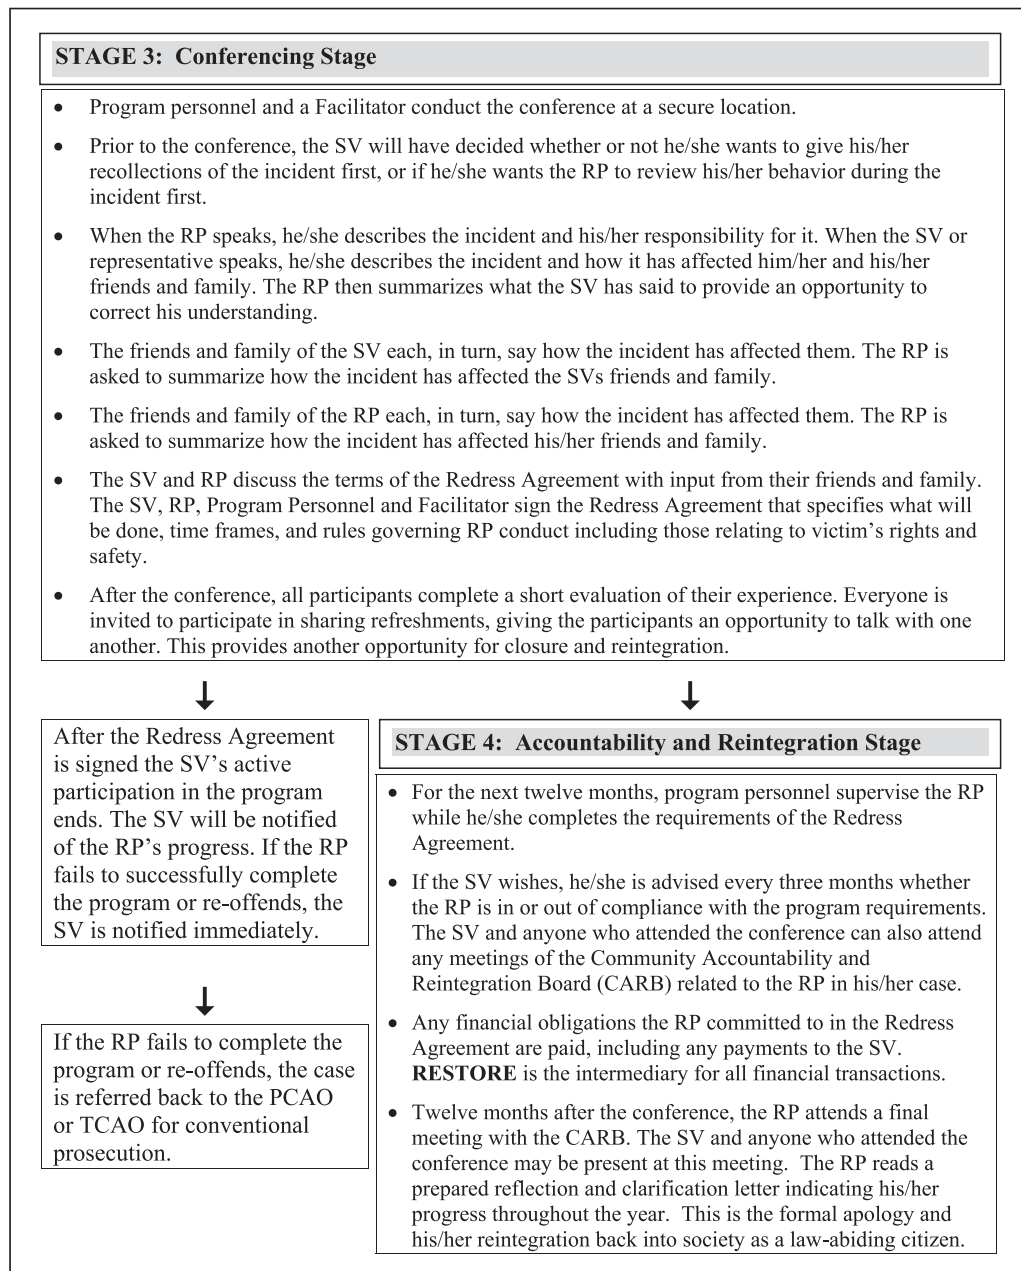 STAGE 3: Conferencing Stage
• Program personnel and a Facilitator conduct the conference at a secure location.
• Prior to the conference, the SV will have decided whether or not he/she wants to give his/her
recollections of the incident first, or if he/she wants the RP to review his/her behavior during the
incident first.
• When the RP speaks, he/she describes the incident and his/her responsibility for it. When the SV or
representative speaks, he/she describes the incident and how it has affected him/her and his/her
friends and family. The RP then summarizes what the SV has said to provide an opportunity to
correct his understanding.
• The friends and family of the SV each, in turn, say how the incident has affected them. The RP is
asked to summarize how the incident has affected the SVs friends and family.
• The friends and family of the RP each, in turn, say how the incident has affected them. The RP is
asked to summarize how the incident has affected his/her friends and family.
• The SV and RP discuss the terms of the Redress Agreement with input from their friends and family.
The SV, RP, Program Personnel and Facilitator sign the Redress Agreement that specifies what will
be done, time frames, and rules governing RP conduct including those relating to victim's rights and
safety.
• After the conference, all participants complete a short evaluation of their experience. Everyone is
invited to participate in sharing refreshments, giving the participants an opportunity to talk with one
another. This provides another opportunity for closure and reintegration.
After the Redress Agreement
is signed the SV's active
participation in the program
ends. The SV will be notified
of the RP's progress. If the RP
fails to successfully complete
the program or re-offends, the
SV is notified immediately.
If the RP fails to complete the
program or re-offends, the case
is referred back to the PCAO
or TCAO for conventional
prosecution.
STAGE 4: Accountability and Reintegration Stage
• For the next twelve months, program personnel supervise the RP
while he/she completes the requirements of the Redress
Agreement.
• If the SV wishes, he/she is advised every three months whether
the RP is in or out of compliance with the program requirements.
The SV and anyone who attended the conference can also attend
any meetings of the Community Accountability and
Reintegration Board (CARB) related to the RP in his/her case.
• Any financial obligations the RP committed to in the Redress
Agreement are paid, including any payments to the SV.
RESTORE is the intermediary for all financial transactions.
• Twelve months after the conference, the RP attends a final
meeting with the CARB. The SV and anyone who attended the
conference may be present at this meeting. The RP reads a
prepared reflection and clarification letter indicating his/her
progress throughout the year. This is the formal apology and
his/her reintegration back into society as a law-abiding citizen.